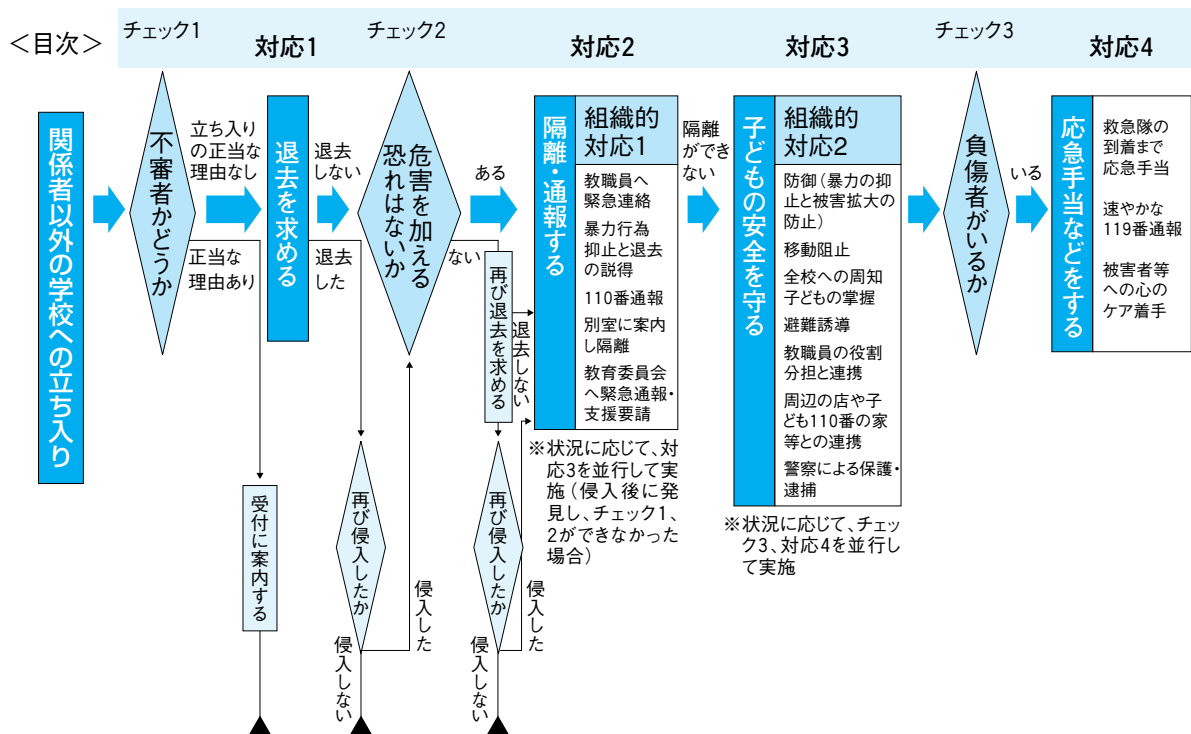 <目次>
チェック1
対応1
チェック2
対応2
対応3
チェック3
対応4
関係者以外の学校への立ち入り
不審者かどうか
立ち入り
の正当な
理由なし
正当な
理由あり
受付に案内する
退去を求める
退去
しない
退去
した
再び侵入したか
侵入した
侵入しない
危害を加える
恐れはないか
ある
ない
再び退去を求める
退去しない
再び侵入したか
侵入した
侵入しない
隔離・通報する
組織的
対応1
教職員へ
緊急連絡
暴力行為
抑止と退去
の説得
110番通報
別室に案内
し隔離
教育委員会
へ緊急通報・
支援要請
※状況に応じて、対
応3を並行して実
施(侵入後に発
見し、チェック1、
2ができなかった
場合)
隔離
ができ
ない
子どもの安全を守る
組織的
対応2
防御(暴力の抑
止と被害拡大の
防止)
移動阻止
全校への周知
子どもの掌握
避難誘導
教職員の役割
分担と連携
周辺の店や子
ども110番の家
等との連携
警察による保護・
逮捕
※状況に応じて、チェッ
ク3、対応4を並行し
て実施
負傷者がいるか
いる
応急手当などをする
救急隊の
到着まで
応急手当
速やかな
119番通報
被害者等
への心の
ケア着手